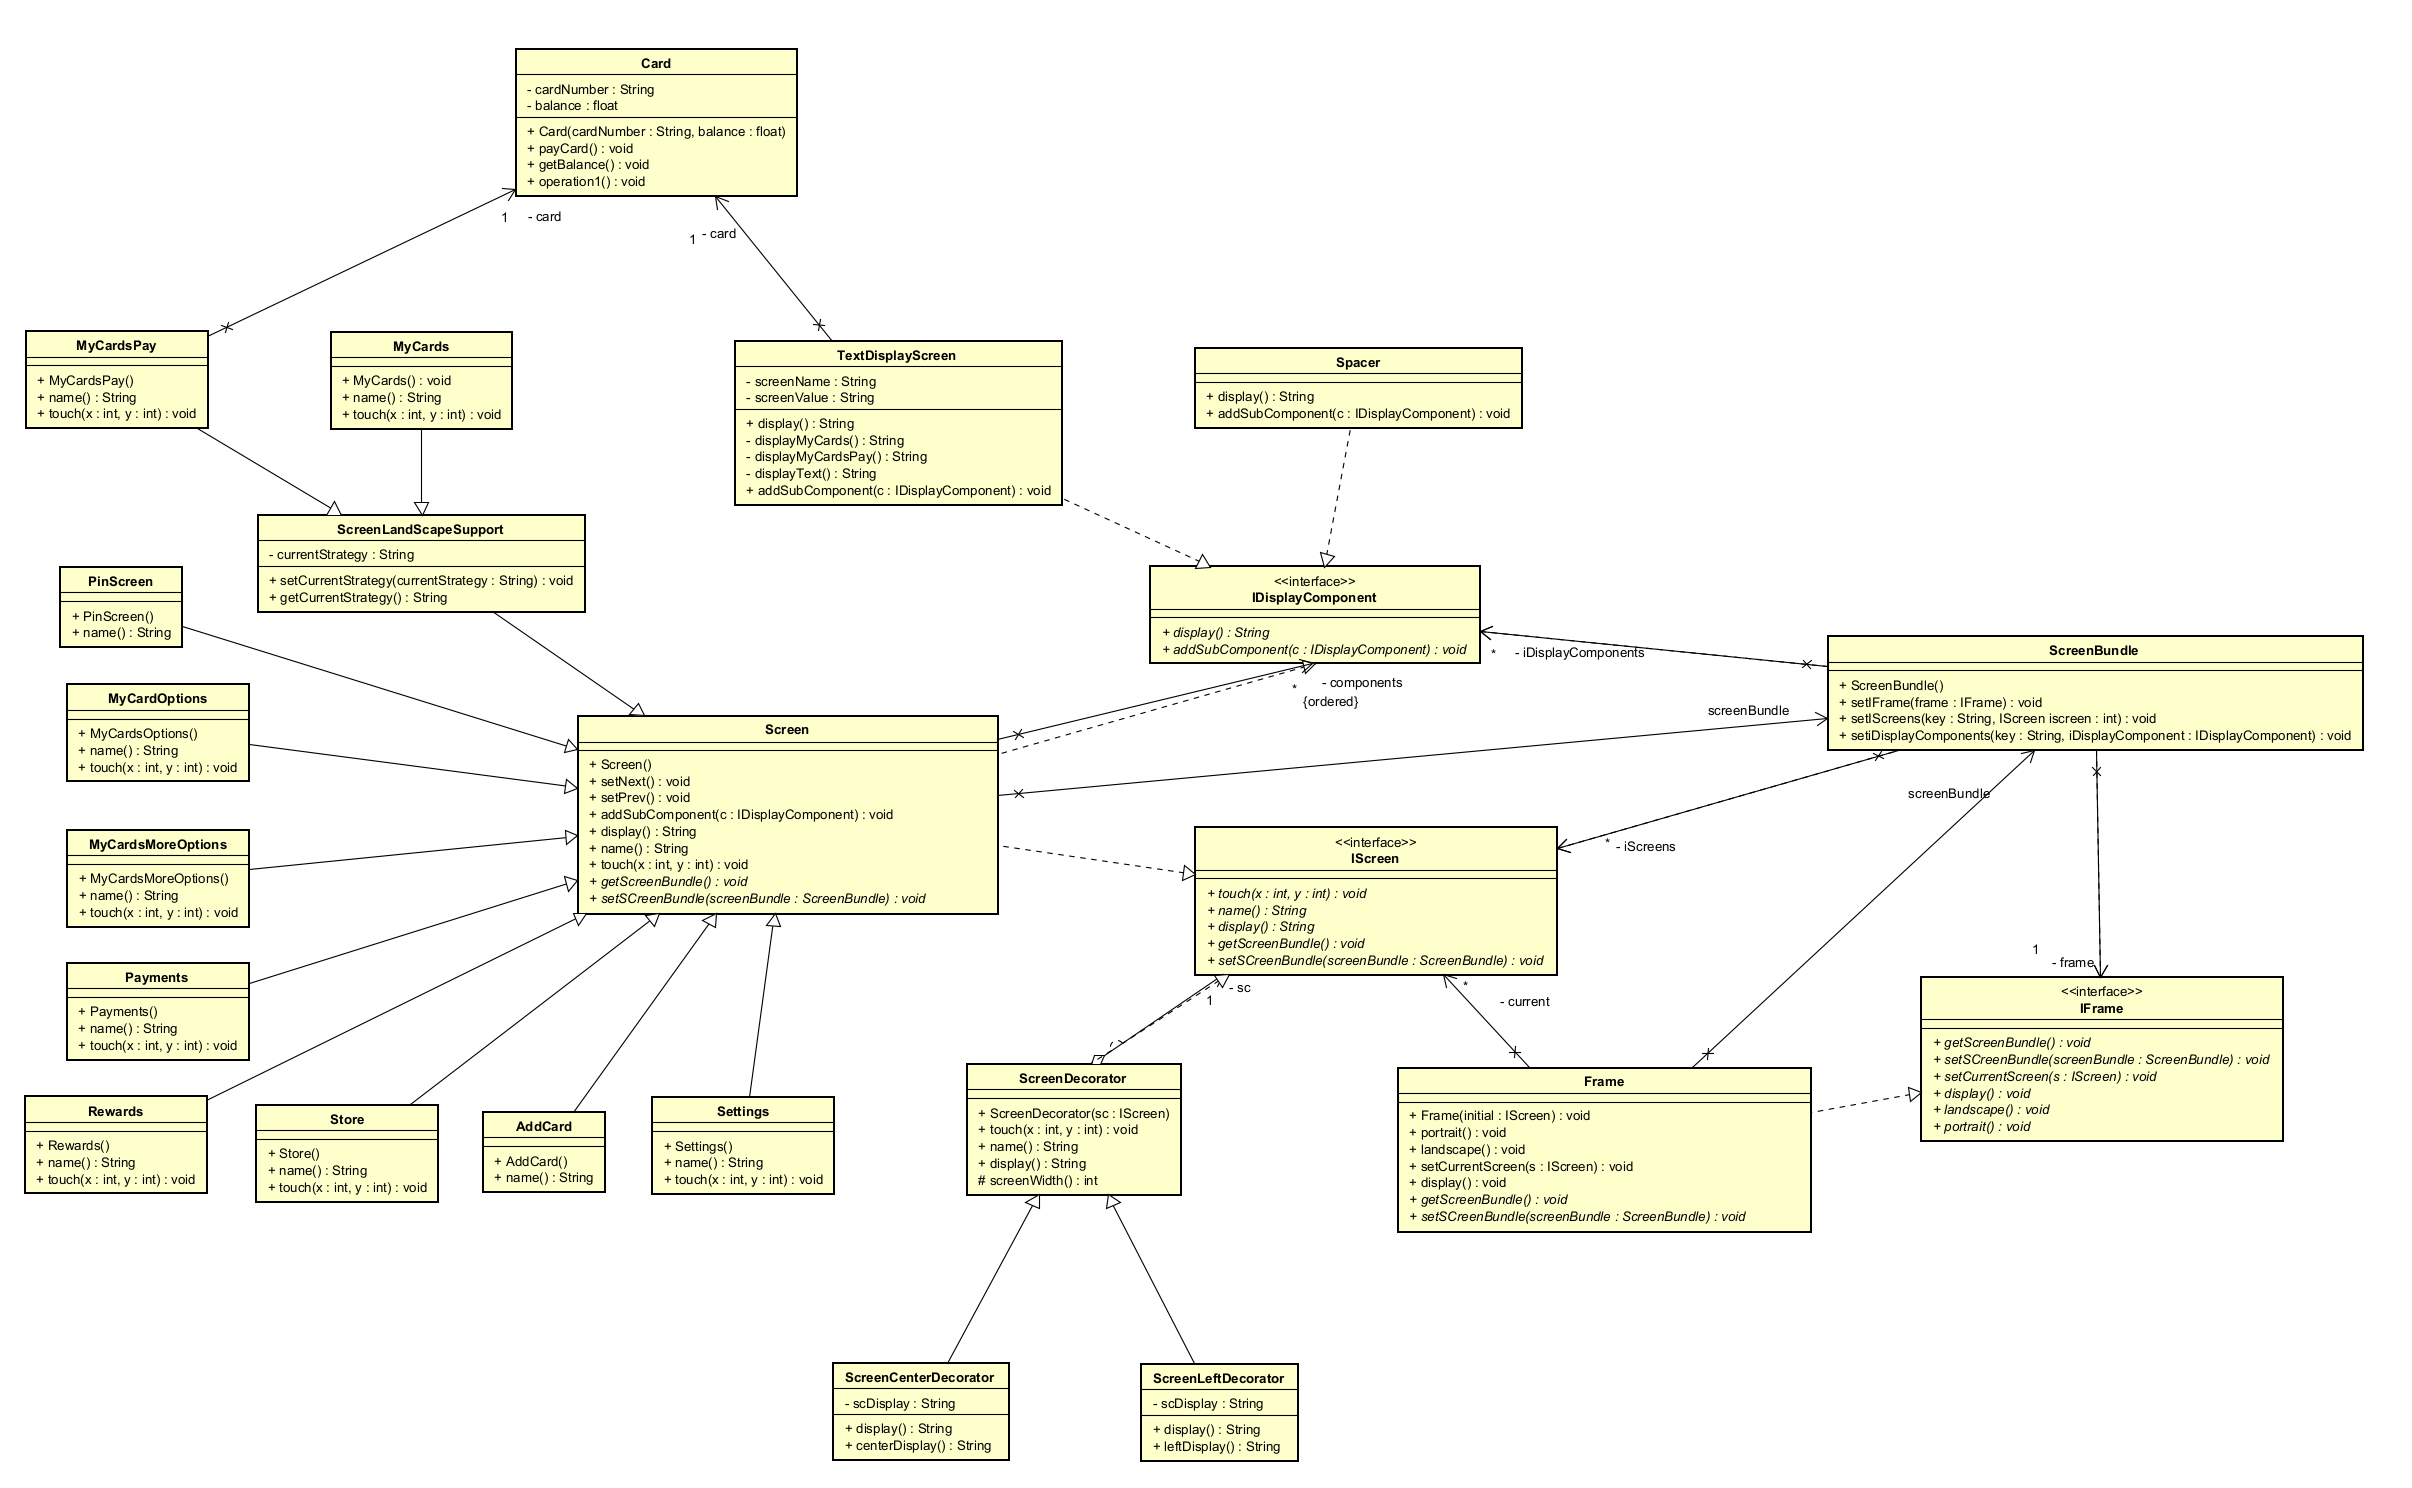 Card
- cardNumber : String
- balance : float
+ Card(cardNumber : String, balance : float)
+ payCard() : void
+ getBalance() : void
+ operation1() : void
1
- card
1
- card
MyCardsPay
+ MyCardsPay()
+ name() : String
+ touch(x : int, y : int) : void
MyCards
+ MyCards() : void
+ name() : String
+ touch(x : int, y : int) : void
TextDisplayScreen
- screenName : String
- screenValue : String
+ display() : String
- displayMyCards() : String
- displayMyCardsPay() : String
- displayText() : String
+ addSubComponent(c : IDisplayComponent) : void
Spacer
+ display() : String
+ addSubComponent(c : IDisplayComponent) : void
ScreenLandScapeSupport
- currentStrategy : String
+ setCurrentStrategy(currentStrategy : String) : void
+ getCurrentStrategy() : String
PinScreen
+ PinScreen()
+ name() : String
<<interface>>
IDisplayComponent
+ display() : String
+ addSubComponent(c : IDisplayComponent) : void
*
- iDisplayComponents
*
- components
{ordered}
ScreenBundle
+ ScreenBundle()
+ setIFrame(frame : IFrame) : void
+ setIScreens(key : String, IScreen iscreen : int) : void
+ setiDisplayComponents(key : String, iDisplayComponent : IDisplayComponent) : void
screenBundle
MyCardOptions
+ MyCardsOptions()
+ name() : String
+ touch(x : int, y : int) : void
Screen
+ Screen()
+ setNext() : void
+ setPrev() : void
+ addSubComponent(c : IDisplayComponent) : void
+ display() : String
+ name() : String
+ touch(x : int, y : int) : void
+ getScreenBundle() : void
+ setSCreenBundle(screenBundle : ScreenBundle) : void
screenBundle
MyCardsMoreOptions
+ MyCardsMoreOptions()
+ name() : String
+ touch(x : int, y : int) : void
<<interface>>
IScreen
+ touch(x : int, y : int) : void
+ name() : String
+ display() : String
+ getScreenBundle() : void
+ setSCreenBundle(screenBundle : ScreenBundle) : void
*
- iScreens
1
- frame
Payments
+ Payments()
+ name() : String
+ touch(x : int, y : int) : void
1
- sc
*
- current
<<interface>>
IFrame
+ getScreenBundle() : void
+ setSCreenBundle(screenBundle : ScreenBundle) : void
+ setCurrentScreen(s : IScreen) : void
+ display() : void
+ landscape() : void
+ portrait() : void
Rewards
+ Rewards()
+ name() : String
+ touch(x : int, y : int) : void
Store
+ Store()
+ name() : String
+ touch(x : int, y : int) : void
AddCard
+ AddCard()
+ name() : String
Settings
+ Settings()
+ name() : String
+ touch(x : int, y : int) : void
ScreenDecorator
+ ScreenDecorator(sc : IScreen)
+ touch(x : int, y : int) : void
+ name() : String
+ display() : String
# screenWidth() : int
Frame
+ Frame(initial : IScreen) : void
+ portrait() : void
+ landscape() : void
+ setCurrentScreen(s : IScreen) : void
+ display() : void
+ getScreenBundle() : void
+ setSCreenBundle(screenBundle : ScreenBundle) : void
ScreenCenterDecorator
- scDisplay : String
+ display() : String
+ centerDisplay() : String
ScreenLeftDecorator
- scDisplay : String
+ display() : String
+ leftDisplay() : String